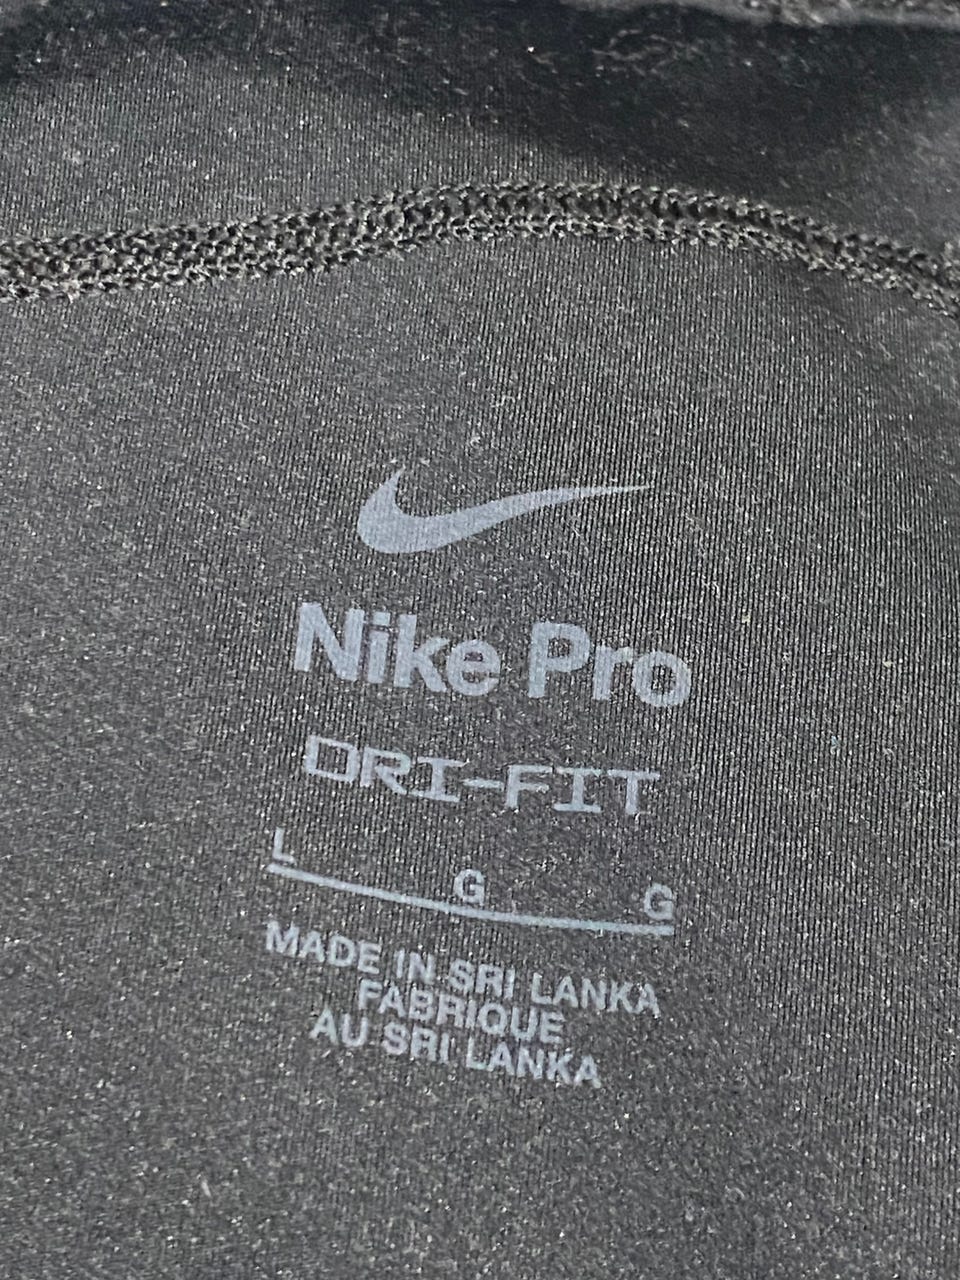 Nike Pro
DRI-FIT
L G G
MADE IN SRI LANKA
FABRIQUE
AU SRI LANKA